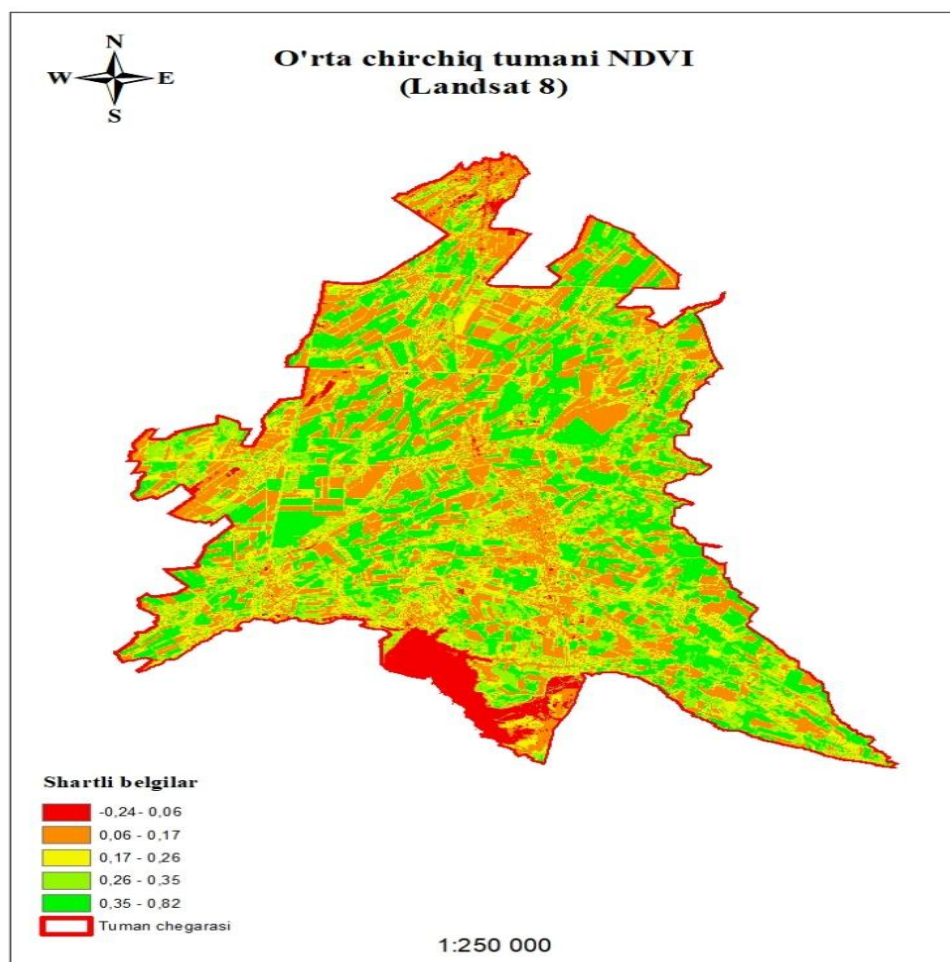 N
W E
S
O'rta chirchiq tumani NDVI
(Landsat 8)
Shartli belgilar
-0,24- 0,06
0,06 - 0,17
0,17 - 0,26
0,26 - 0,35
0,35 - 0,82
Tuman chegarasi
1:250 000